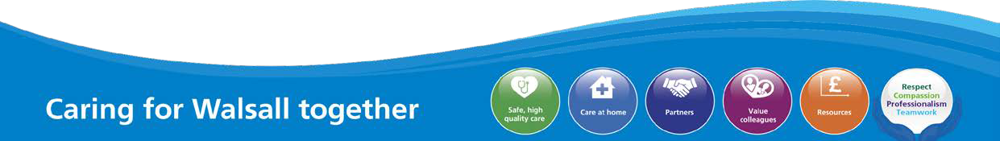 Caring for Walsall together
Safe, high
quality care
Care at home
Partners
Value
colleagues
£
Resources
Respect
Compassion
Professionalism
Teamwork